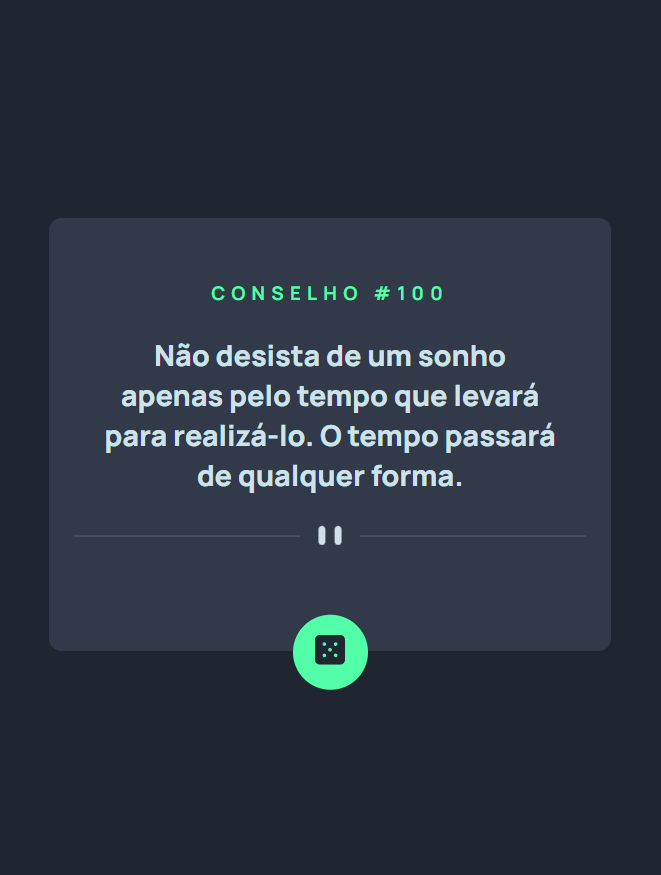 CONSELHO #100
Não desista de um sonho
apenas pelo tempo que levará
para realizá-lo. O tempo passará
de qualquer forma.